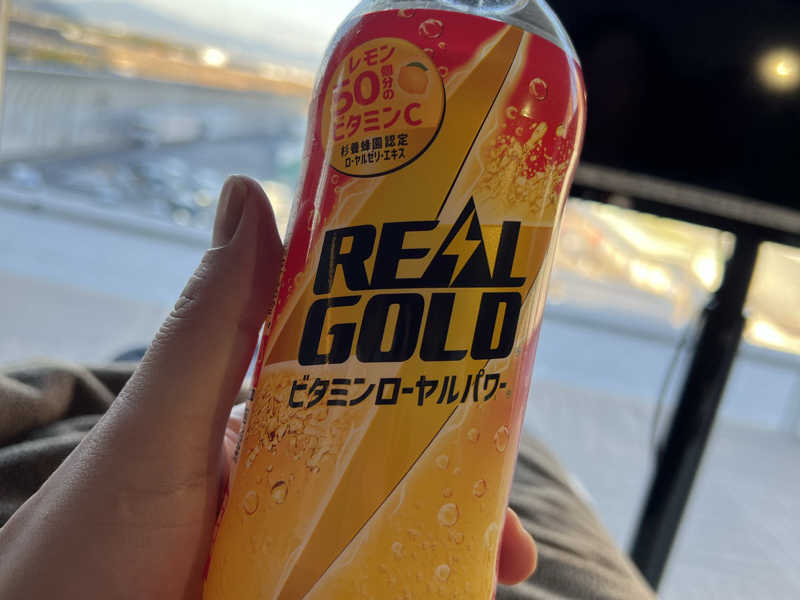 レモン
50個分の
ビタミンC
杉養蜂園認定
ローヤルゼリーエキス
REAL
GOLD
ビタミンローヤルパワー